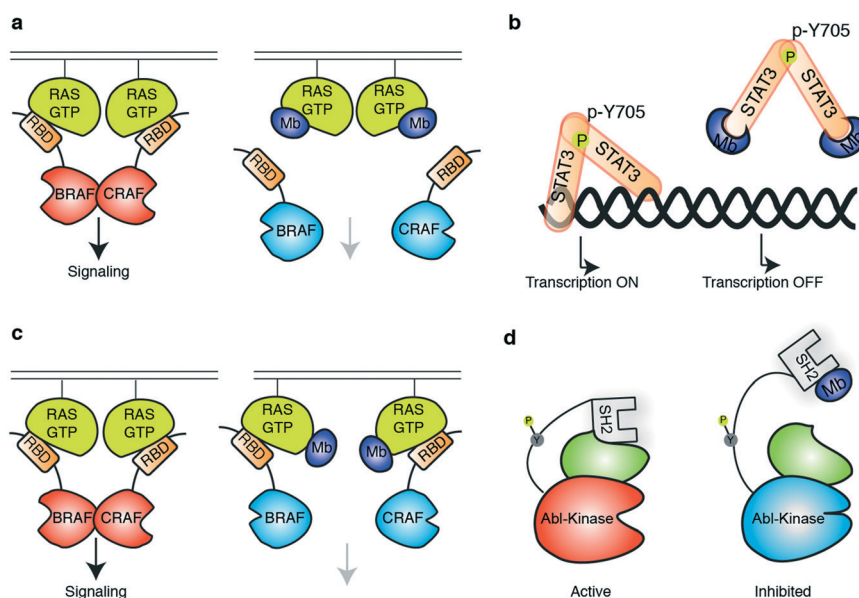 a
RAS
GTP
RAS
GTP
RBD
RBD
BRAF
CRAF
Signaling
RAS
GTP
RAS
GTP
Mb
Mb
RBD
RBD
BRAF
CRAF
b
p-Y705
P
STAT3
STAT3
Transcription ON
p-Y705
P
STAT3
STAT3
Mb
Mb
Transcription OFF
c
RAS
GTP
RAS
GTP
RBD
RBD
BRAF
CRAF
Signaling
RAS
GTP
RAS
GTP
RBD
Mb
Mb
RBD
BRAF
CRAF
d
SH2
P
Y
Abl-Kinase
Active
SH2
Mb
P
Y
Abl-Kinase
Inhibited